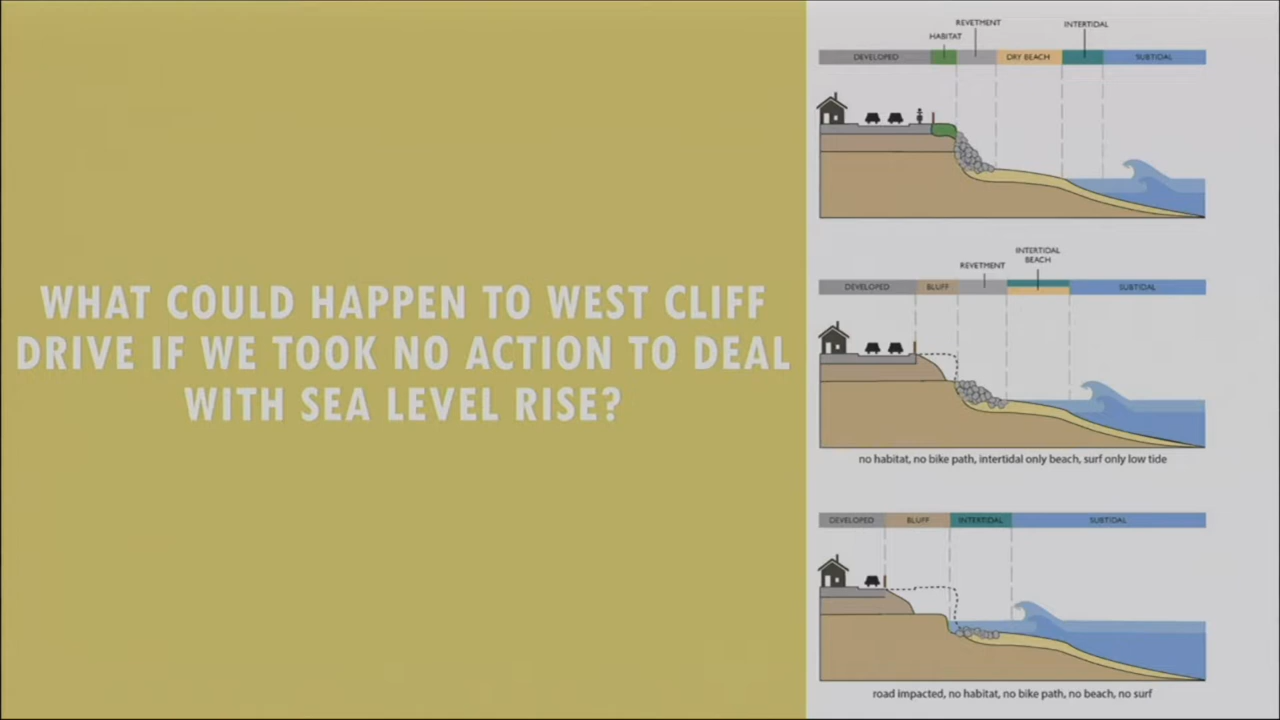 WHAT COULD HAPPEN TO WEST CLIFF
DRIVE IF WE TOOK NO ACTION TO DEAL
WITH SEA LEVEL RISE?
REVETMENT
INTERTIDAL
HABITAT
DEVELOPED
DRY BEACH
SUBTIDAL
INTERTIDAL
BEACH
REVETMENT
DEVELOPED
BLUFF
SUBTIDAL
no habitat, no bike path, intertidal only beach, surf only low tide
DEVELOPED
BLUFF
INTERTIDAL
SUBTIDAL
road impacted, no habitat, no bike path, no beach, no surf